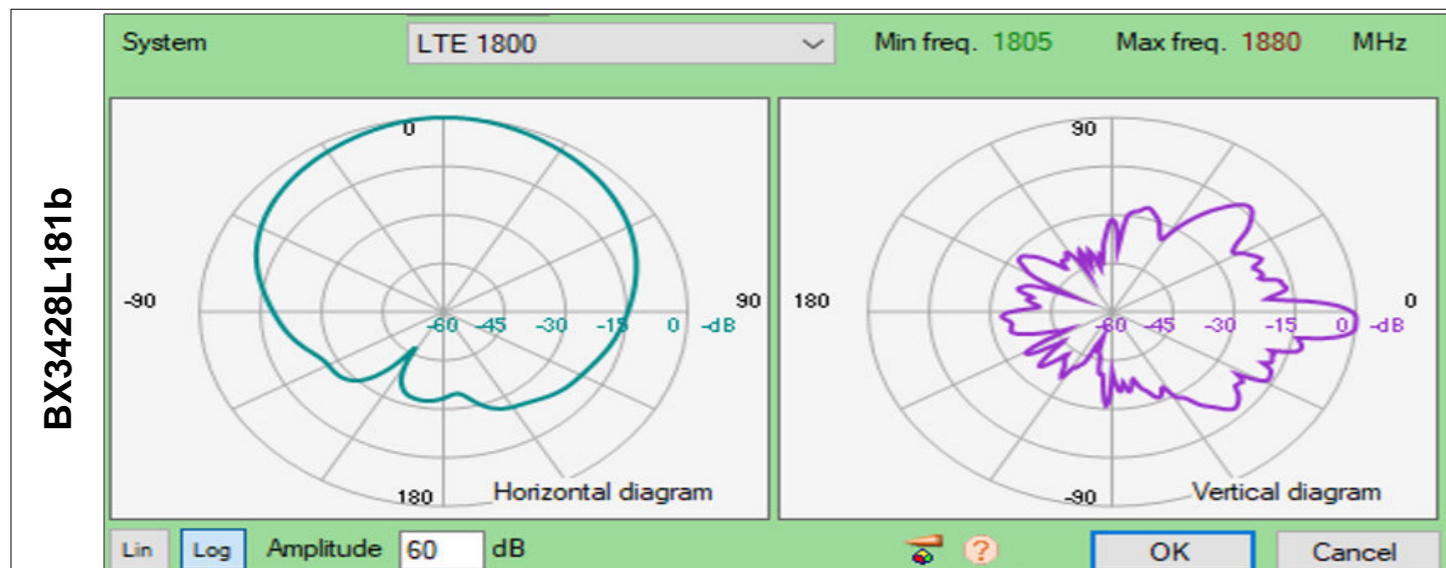 BX3428L181b
System LTE 1800 Min freq. 1805 Max freq. 1880 MHz
0
-90 90
-60 -45 -30 -15 0 -dB
180 Horizontal diagram
90
180 0
-60 -45 -30 -15 0 -dB
-90 Vertical diagram
Lin Log Amplitude 60 dB ? OK Cancel